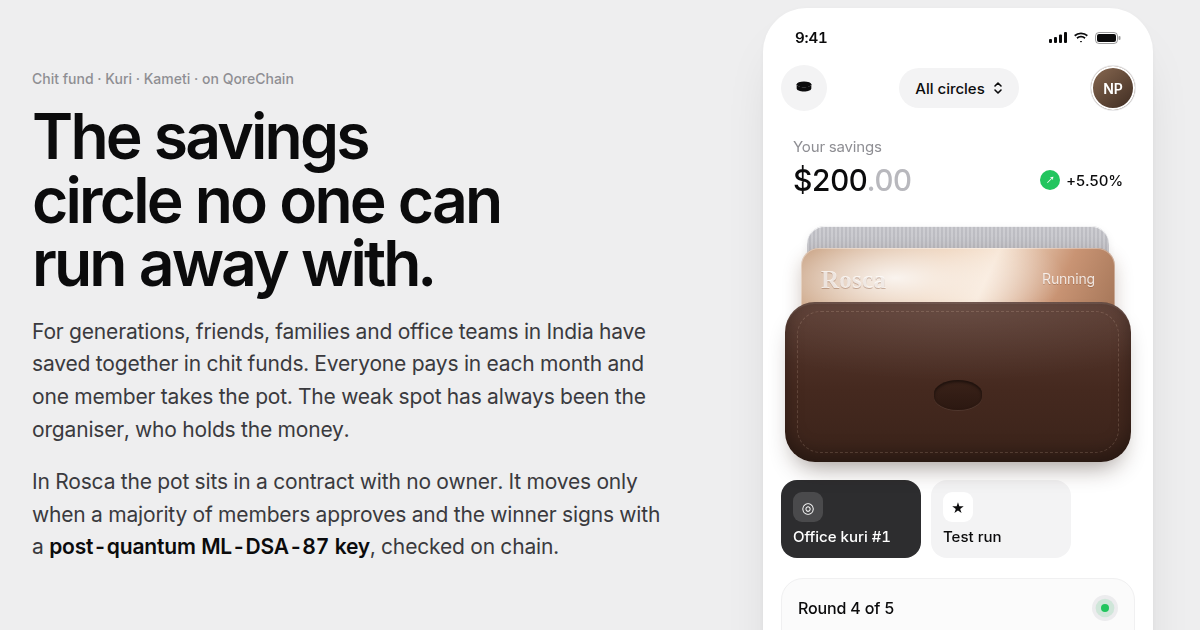 Chit fund · Kuri · Kameti · on QoreChain
The savings
circle no one can
run away with.
For generations, friends, families and office teams in India have
saved together in chit funds. Everyone pays in each month and
one member takes the pot. The weak spot has always been the
organiser, who holds the money.
In Rosca the pot sits in a contract with no owner. It moves only
when a majority of members approves and the winner signs with
a post-quantum ML-DSA-87 key, checked on chain.
9:41
All circles
NP
Your savings
$200.00
+5.50%
Rosca
Running
Office kuri #1
Test run
Round 4 of 5